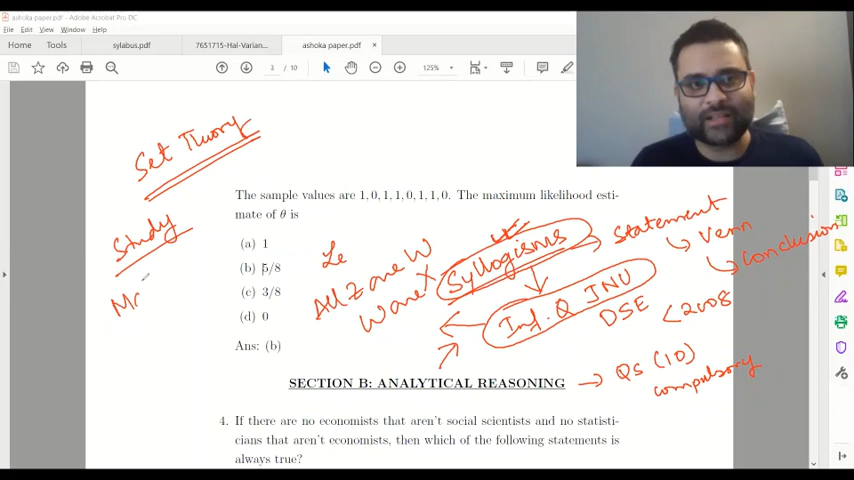 ashoka paper.pdf - Adobe Acrobat Pro DC
File Edit View Window Help
Home Tools sylabus.pdf 7651715-Hal-Varian... ashoka paper.pdf ×
3 / 10 125%
Set Theory
The sample values are 1, 0, 1, 1, 0, 1, 1, 0. The maximum likelihood esti-
mate of θ is
Study
(a) 1
(b) 5/8
(c) 3/8
(d) 0
Ans: (b)
Le
All Z are W
W are X
Syllogisms
Statement
Venn
Conclusion
Inf. Q JNU
DSE < 2008
SECTION B: ANALYTICAL REASONING
Qs (10)
compulsory
4. If there are no economists that aren't social scientists and no statisti-
cians that aren't economists, then which of the following statements is
always true?